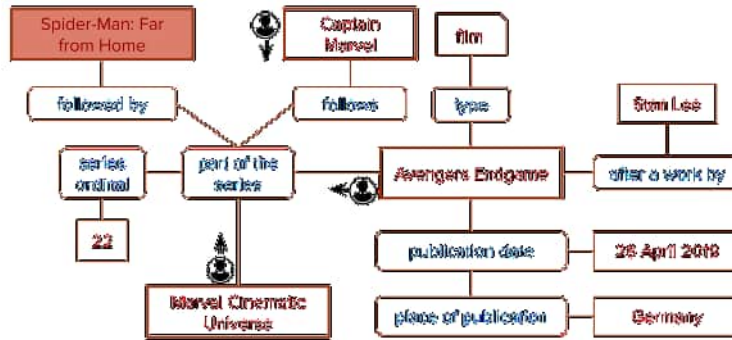 Spider-Man: Far
from Home
Captain
Marvel
film
followed by
follows
type
Stan Lee
series
ordinal
part of the
series
Avengers Endgame
after a work by
22
publication date
26 April 2019
Marvel Cinematic
Universe
place of publication
Germany